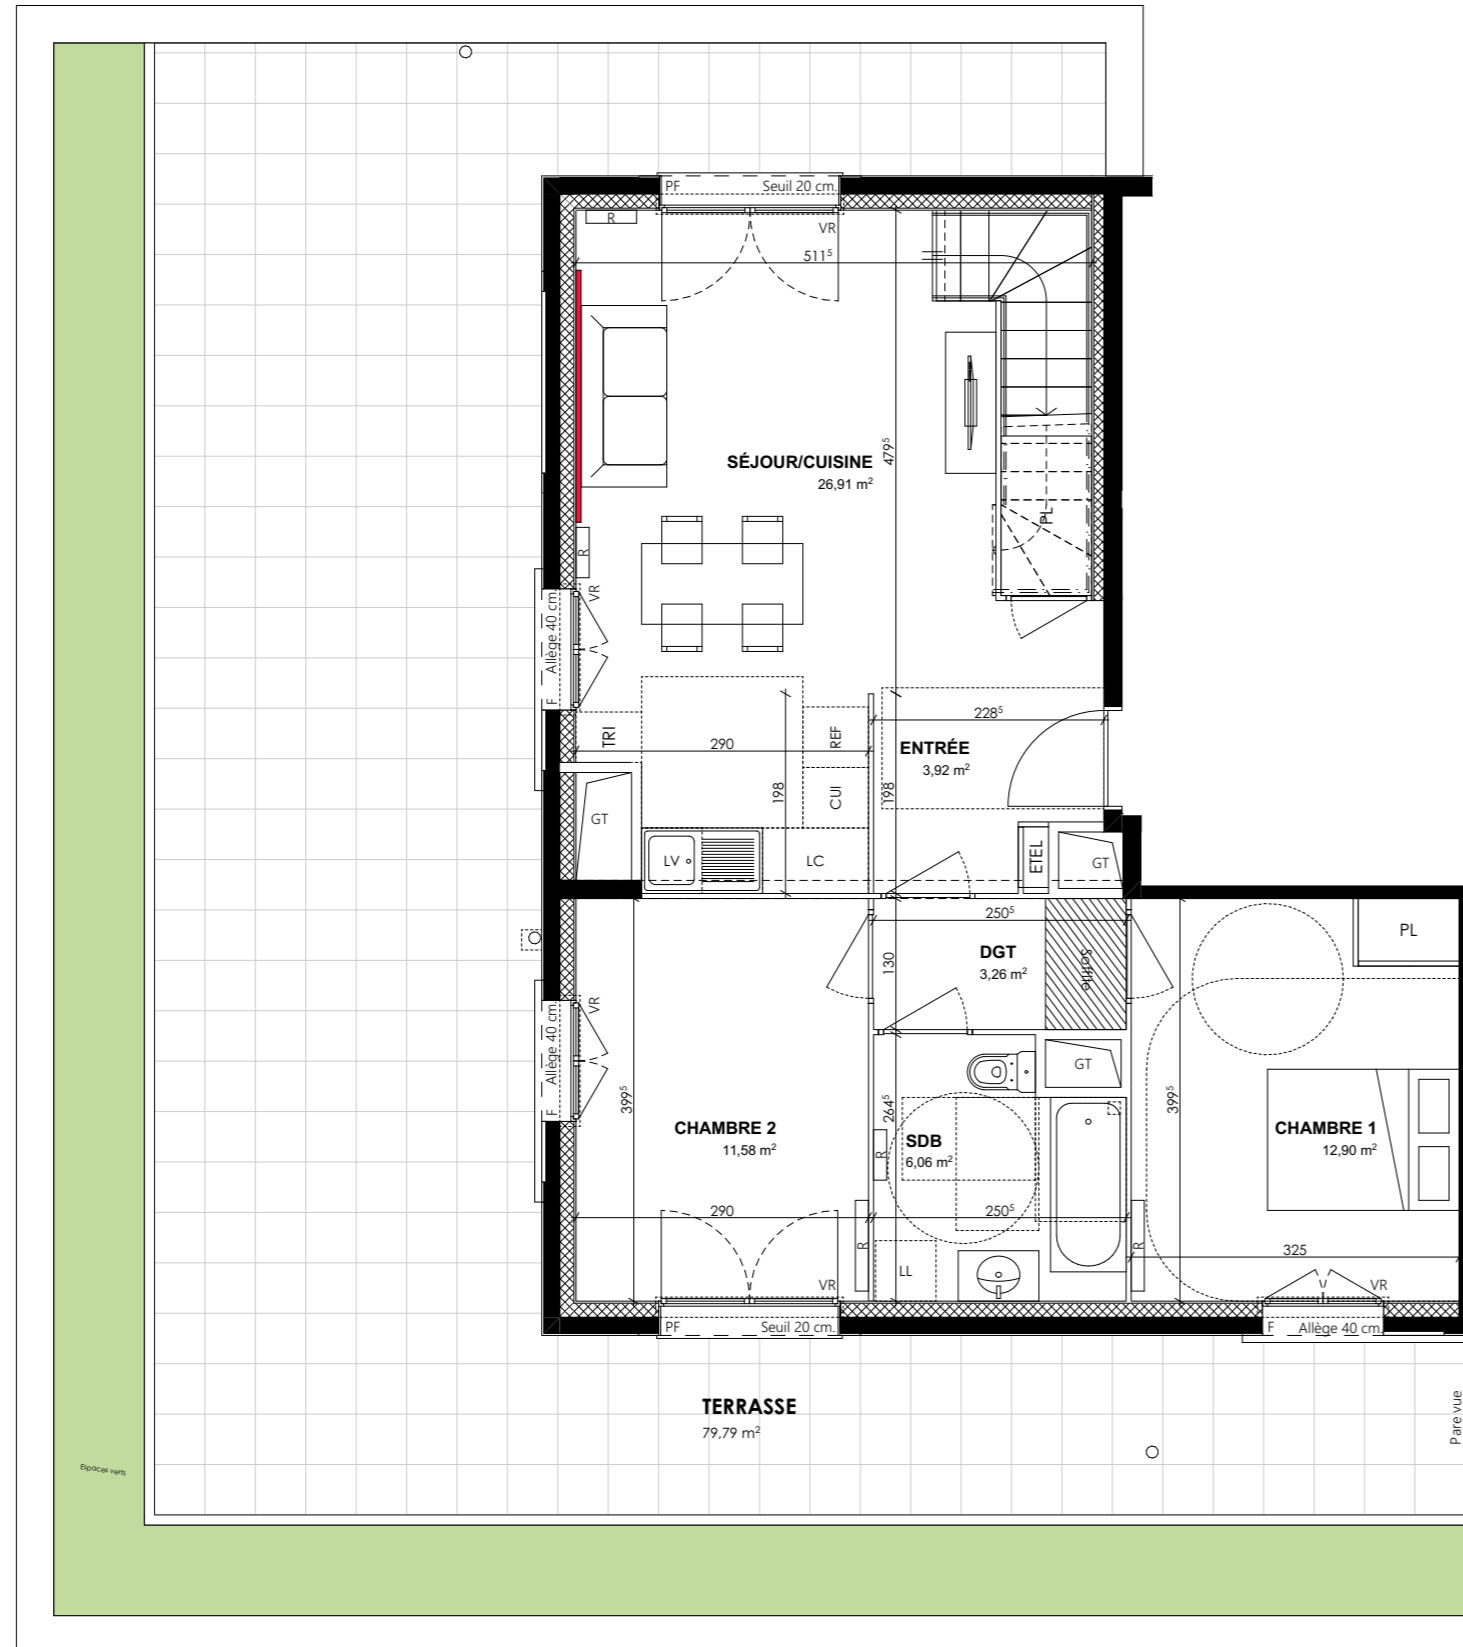 PF Seuil 20 cm.
R
VR
511⁵
SÉJOUR/CUISINE
26,91 m²
479⁵
PL
R
VR
Allège 40 cm.
F
TRI
290
REF
228⁵
ENTRÉE
3,92 m²
198
CUI
198
GT
LV
LC
ETEL
GT
250⁵
DGT
3,26 m²
130
Soffite
PL
VR
Allège 40 cm.
F
399⁵
CHAMBRE 2
11,58 m²
264⁵
GT
SDB
6,06 m²
R
399⁵
CHAMBRE 1
12,90 m²
290
250⁵
R
LL
R
325
VR
VR
PF Seuil 20 cm.
F Allège 40 cm.
TERRASSE
79,79 m²
Pare vue
Espaces verts